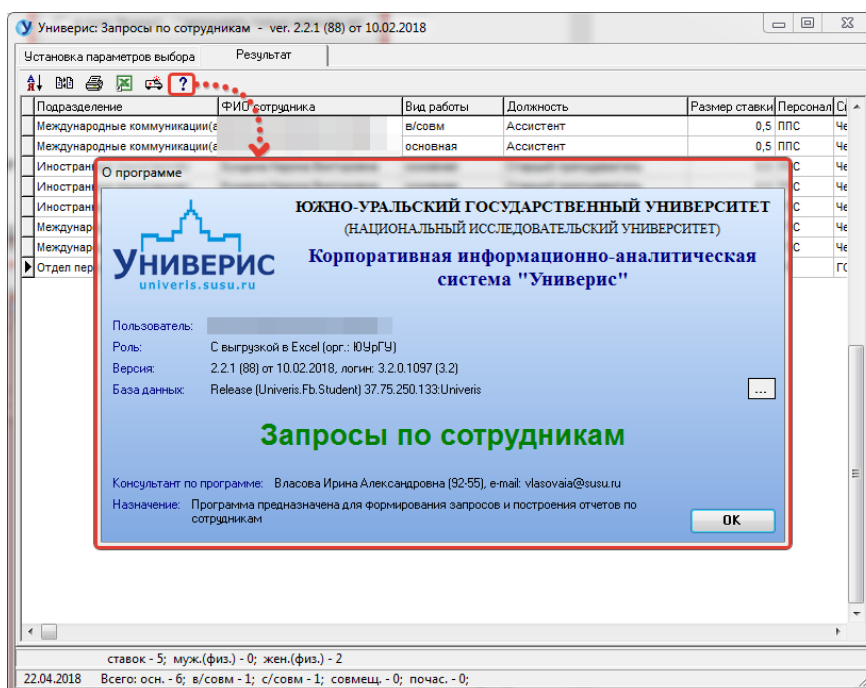 Универис: Запросы по сотрудникам - ver. 2.2.1 (88) от 10.02.2018
Установка параметров выбора Результат
?
Подразделение ФИО сотрудника Вид работы Должность Размер ставки Персонал
Международные коммуникации(а в/совм Ассистент 0,5 ППС Че
Международные коммуникации(а основная Ассистент 0,5 ППС Че
Иностран Че
Иностран Че
Иностран Че
Междунар Че
Междунар Че
Отдел пер ГО
О программе
ЮЖНО-УРАЛЬСКИЙ ГОСУДАРСТВЕННЫЙ УНИВЕРСИТЕТ
(НАЦИОНАЛЬНЫЙ ИССЛЕДОВАТЕЛЬСКИЙ УНИВЕРСИТЕТ)
Корпоративная информационно-аналитическая
система "Универис"
УНИВЕРИС
univeris.susu.ru
Пользователь:
Роль: С выгрузкой в Excel (орг.: ЮУрГУ)
Версия: 2.2.1 (88) от 10.02.2018, логин: 3.2.0.1097 (3.2)
База данных: Release (Univeris.Fb.Student) 37.75.250.133:Univeris ...
Запросы по сотрудникам
Консультант по программе: Власова Ирина Александровна (92-55), e-mail: vlasovaia@susu.ru
Назначение: Программа предназначена для формирования запросов и построения отчетов по
сотрудникам
OK
ставок - 5; муж.(физ.) - 0; жен.(физ.) - 2
22.04.2018 Всего: осн. - 6; в/совм - 1; с/совм - 1; совмещ. - 0; почас. - 0;